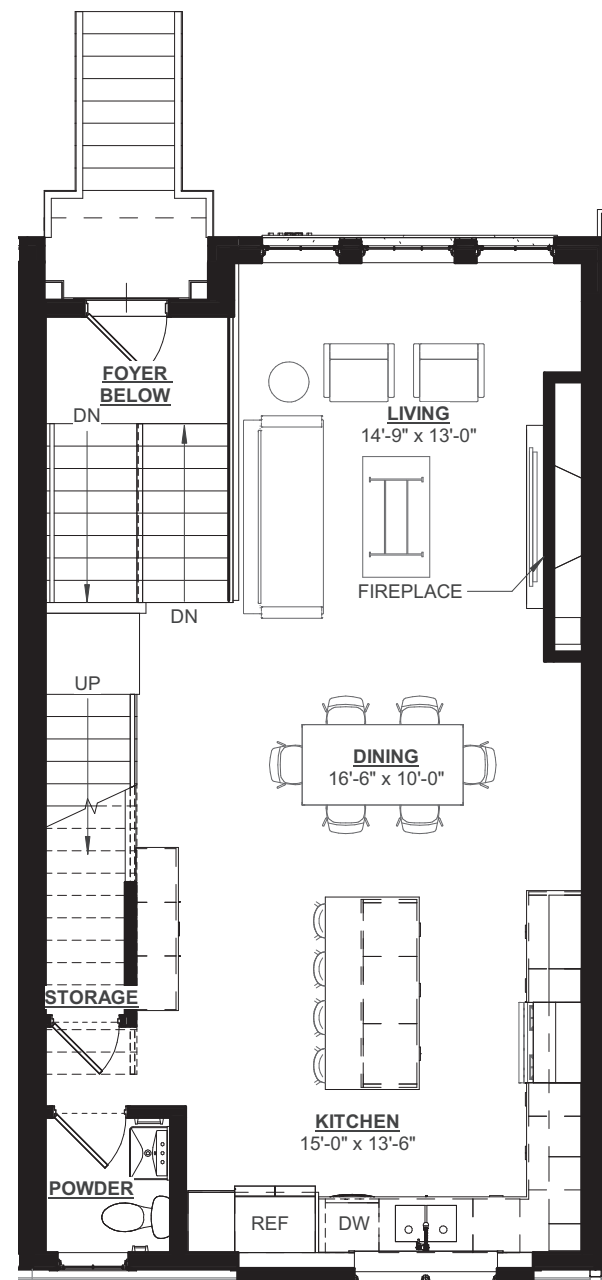 FOYER
BELOW
DN
LIVING
14'-9" x 13'-0"
FIREPLACE
DN
UP
DINING
16'-6" x 10'-0"
STORAGE
KITCHEN
15'-0" x 13'-6"
POWDER
REF
DW